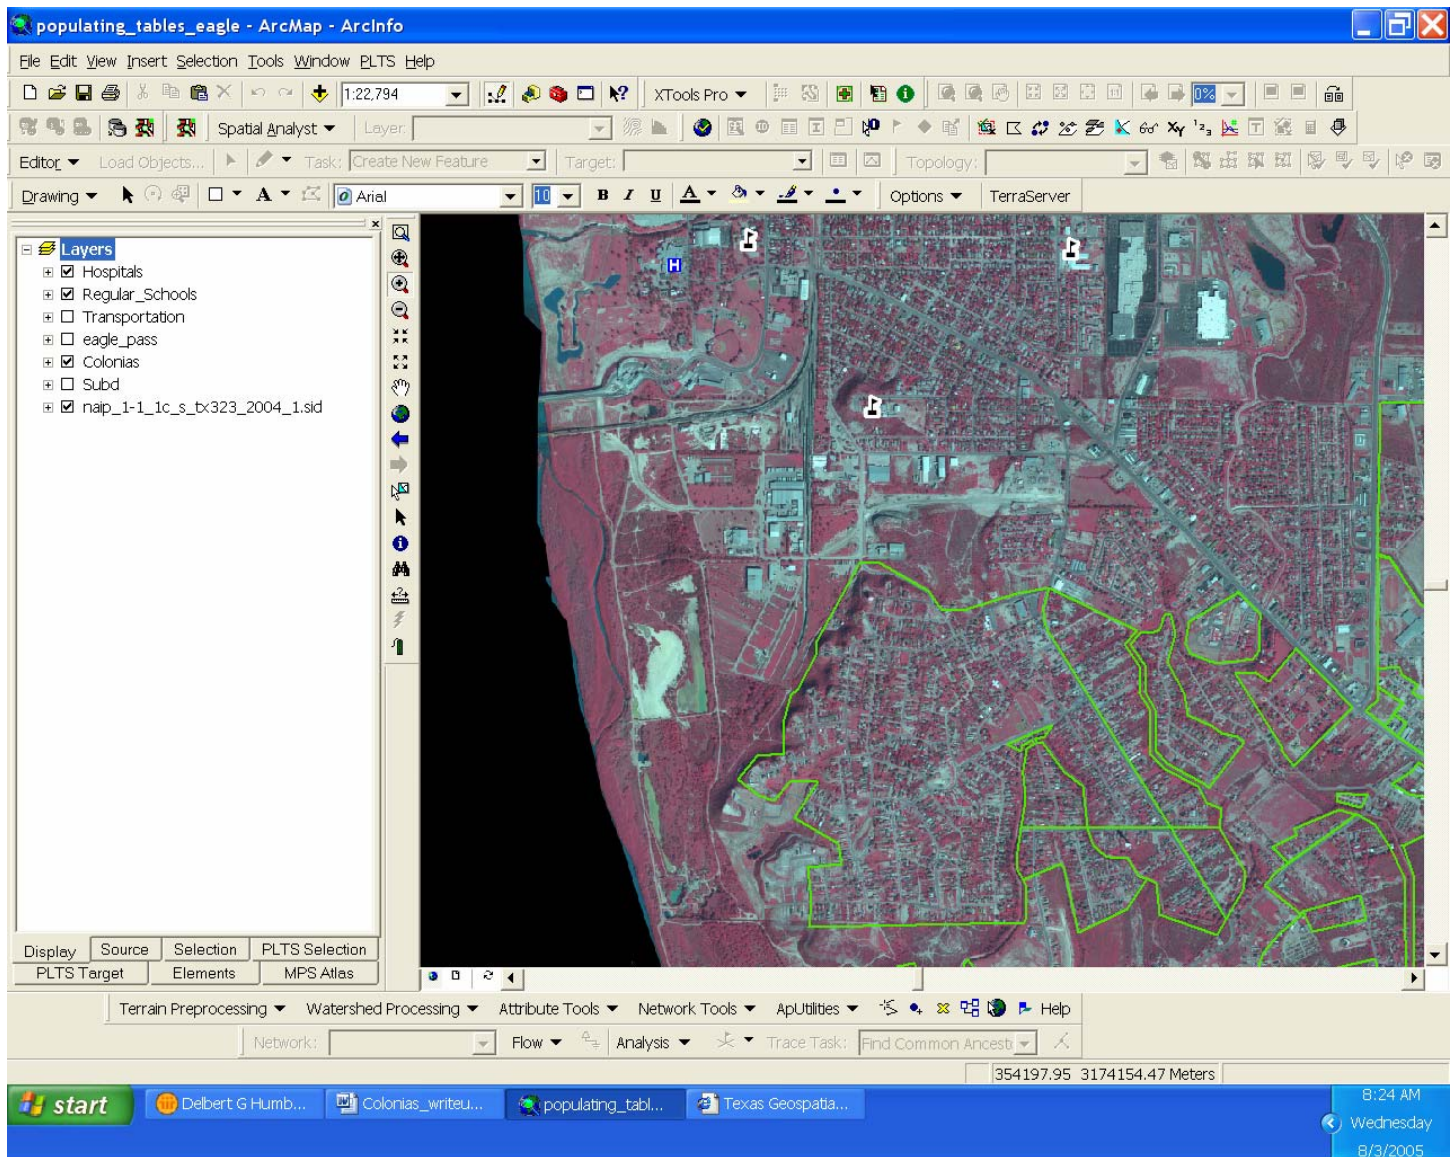 populating_tables_eagle - ArcMap - ArcInfo
File Edit View Insert Selection Tools Window PLTS Help
1:22,794 XTools Pro 0%
Spatial Analyst Layer:
Editor Load Objects... Task: Create New Feature Target: Topology:
Drawing A Arial 10 B I U A Options TerraServer
Layers
Hospitals
Regular_Schools
Transportation
eagle_pass
Colonias
Subd
naip_1-1_1c_s_tx323_2004_1.sid
H
Display Source Selection PLTS Selection
PLTS Target Elements MPS Atlas
Terrain Preprocessing Watershed Processing Attribute Tools Network Tools ApUtilities Help
Network: Flow Analysis Trace Task: Find Common Ancest
354197.95 3174154.47 Meters
start Delbert G Humb... Colonias_writeu... populating_tabl... Texas Geospatia...
8:24 AM
Wednesday
8/3/2005